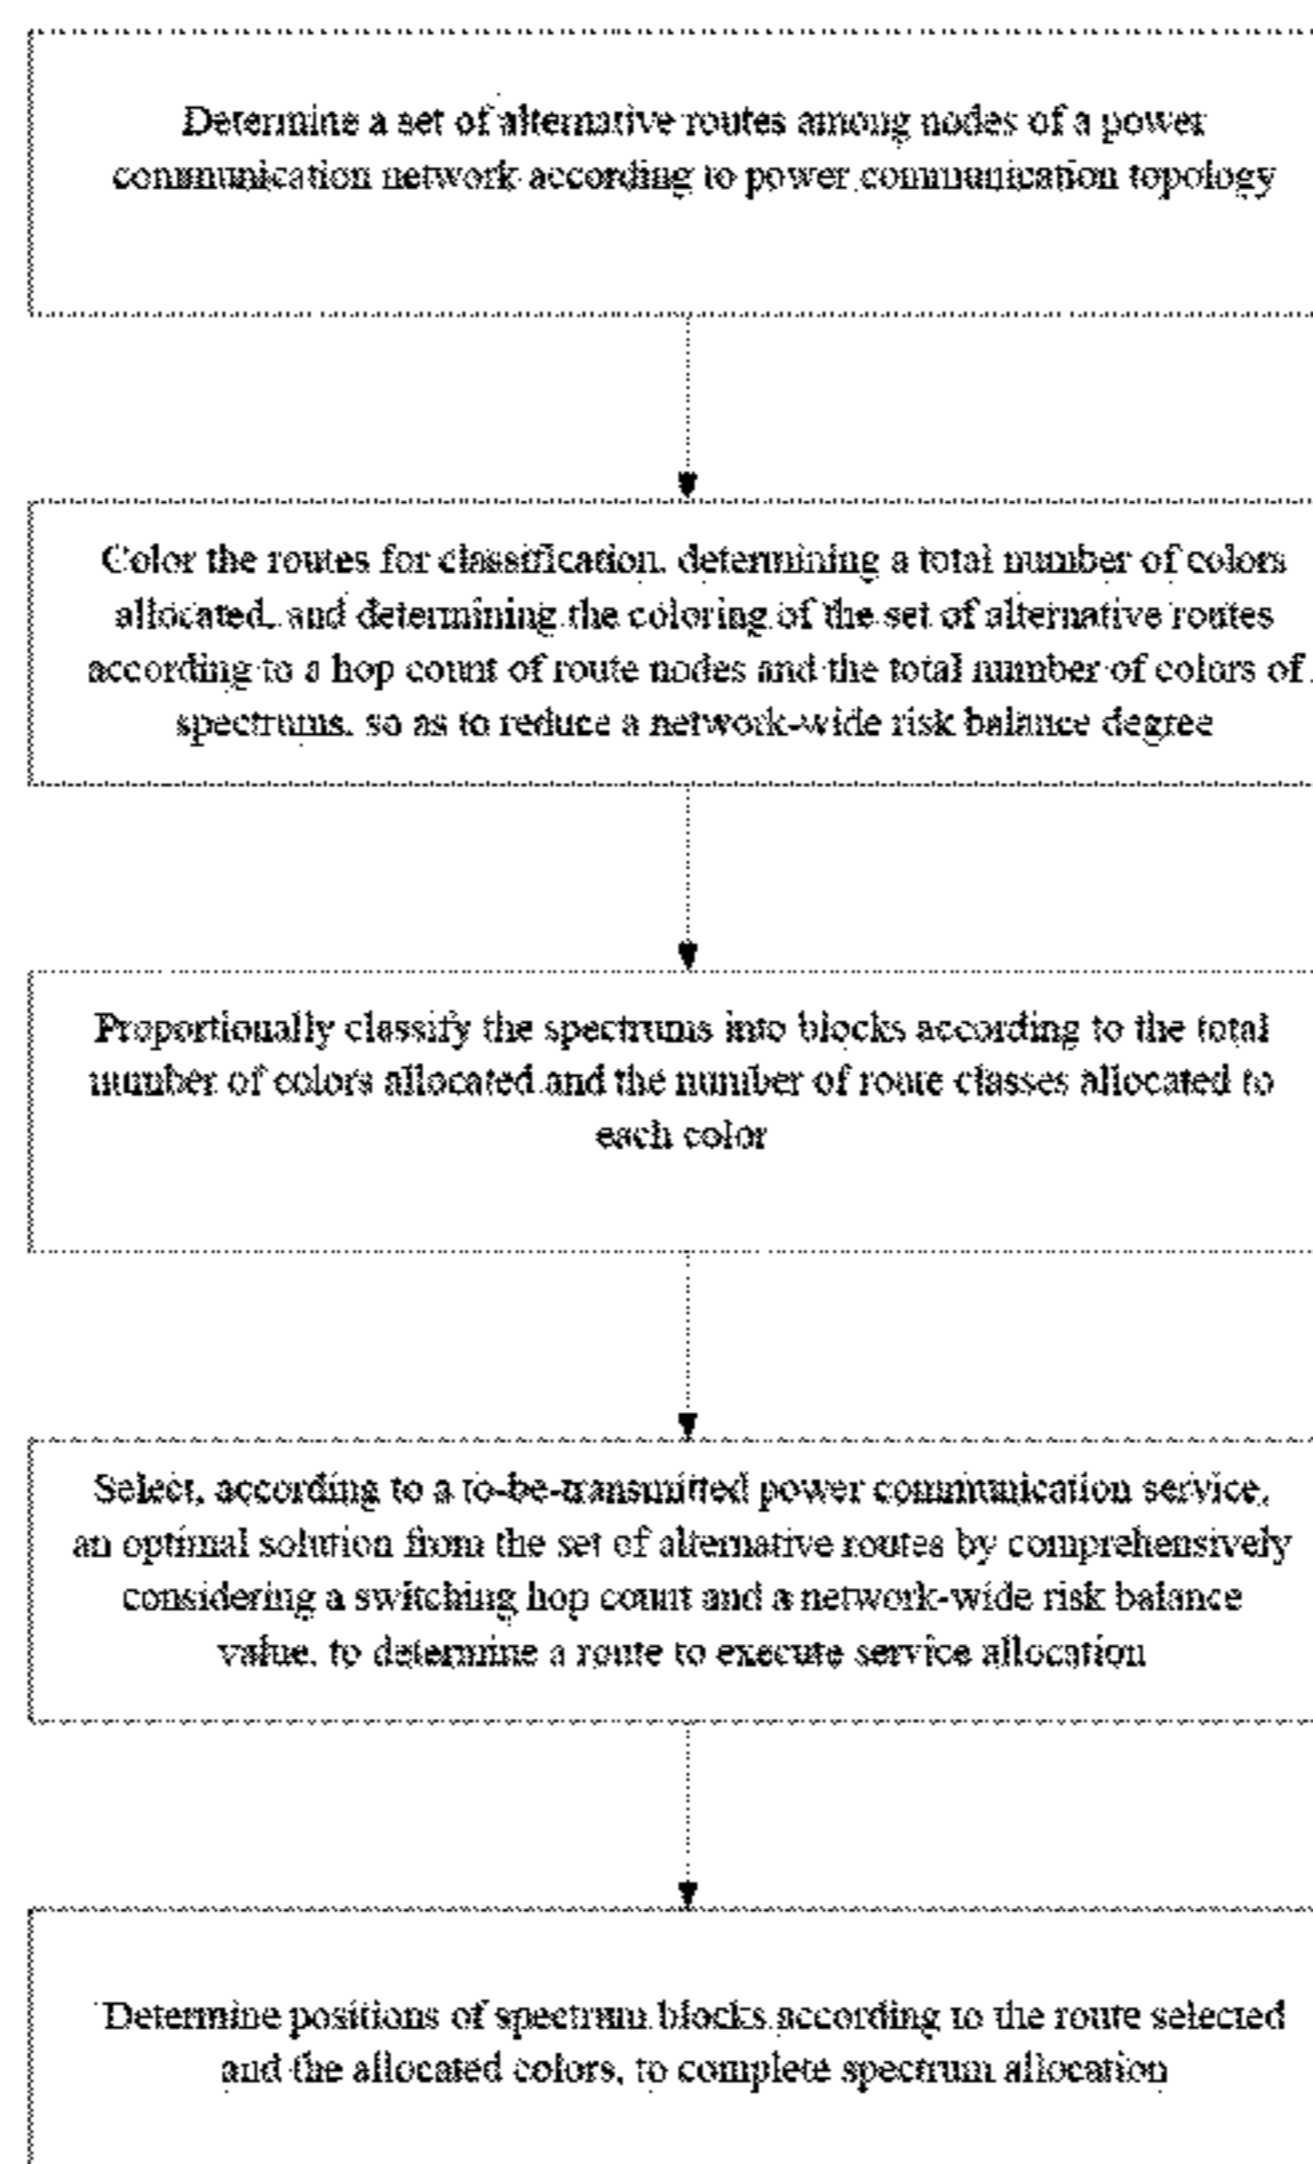 Determine a set of alternative routes among nodes of a power
communication network according to power communication topology
Color the routes for classification, determining a total number of colors
allocated, and determining the coloring of the set of alternative routes
according to a hop count of route nodes and the total number of colors of
spectrums, so as to reduce a network-wide risk balance degree
Proportionally classify the spectrums into blocks according to the total
number of colors allocated and the number of route classes allocated to
each color
Select, according to a to-be-transmitted power communication service,
an optimal solution from the set of alternative routes by comprehensively
considering a switching hop count and a network-wide risk balance
value, to determine a route to execute service allocation
Determine positions of spectrum blocks according to the route selected
and the allocated colors, to complete spectrum allocation